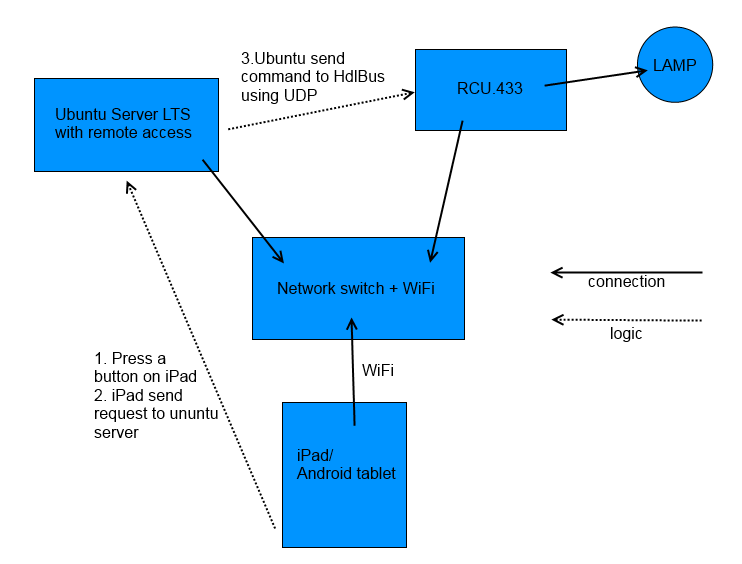 3.Ubuntu send
command to HdlBus
using UDP
RCU.433
LAMP
Ubuntu Server LTS
with remote access
Network switch + WiFi
connection
logic
1. Press a
button on iPad
2. iPad send
request to ununtu
server
WiFi
iPad/
Android tablet